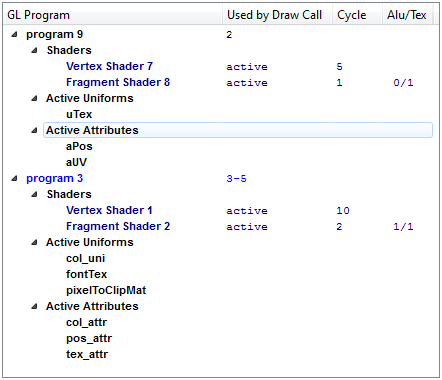 GL Program Used by Draw Call Cycle Alu/Tex
program 9 2
Shaders
Vertex Shader 7 active 5
Fragment Shader 8 active 1 0/1
Active Uniforms
uTex
Active Attributes
aPos
aUV
program 3 3-5
Shaders
Vertex Shader 1 active 10
Fragment Shader 2 active 2 1/1
Active Uniforms
col_uni
fontTex
pixelToClipMat
Active Attributes
col_attr
pos_attr
tex_attr